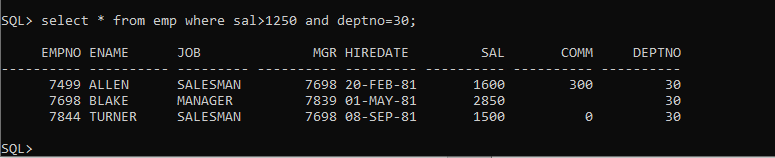 SQL> select * from emp where sal>1250 and deptno=30;
     EMPNO ENAME      JOB              MGR HIREDATE         SAL       COMM     DEPTNO
---------- ---------- --------- ---------- --------- ---------- ---------- ----------
      7499 ALLEN      SALESMAN        7698 20-FEB-81       1600        300         30
      7698 BLAKE      MANAGER         7839 01-MAY-81       2850                    30
      7844 TURNER     SALESMAN        7698 08-SEP-81       1500          0         30
SQL>